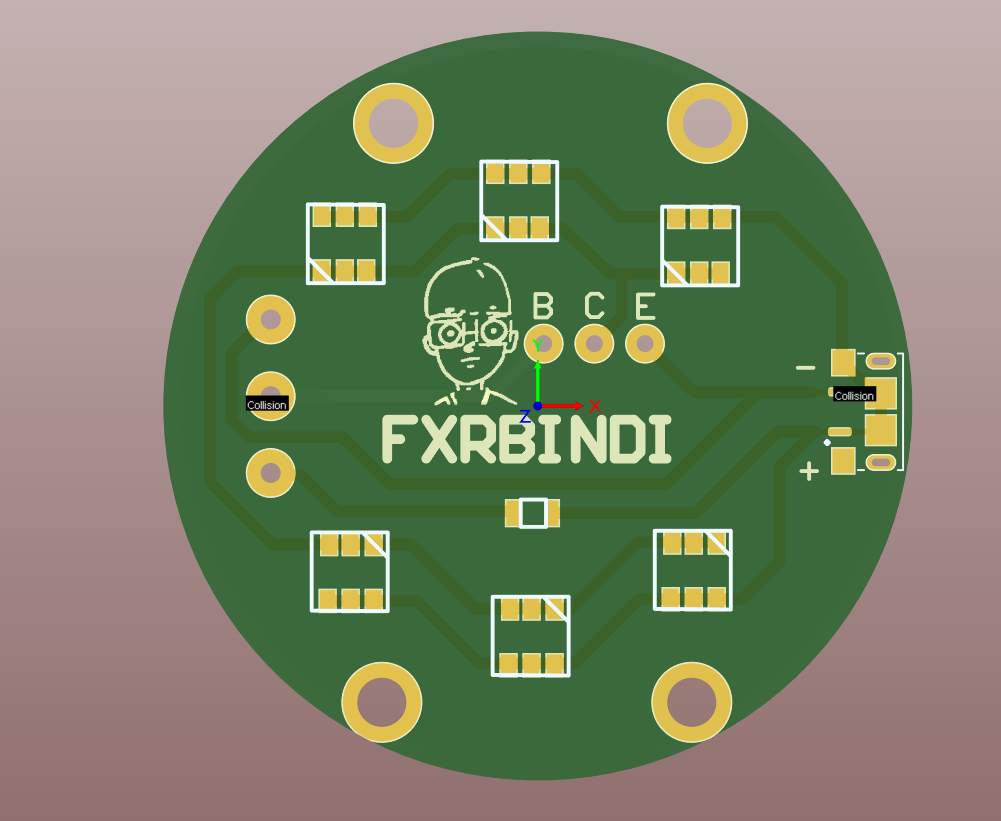 B C E
Y
-
Collision
Collision
Z X
FXRBINDI
+